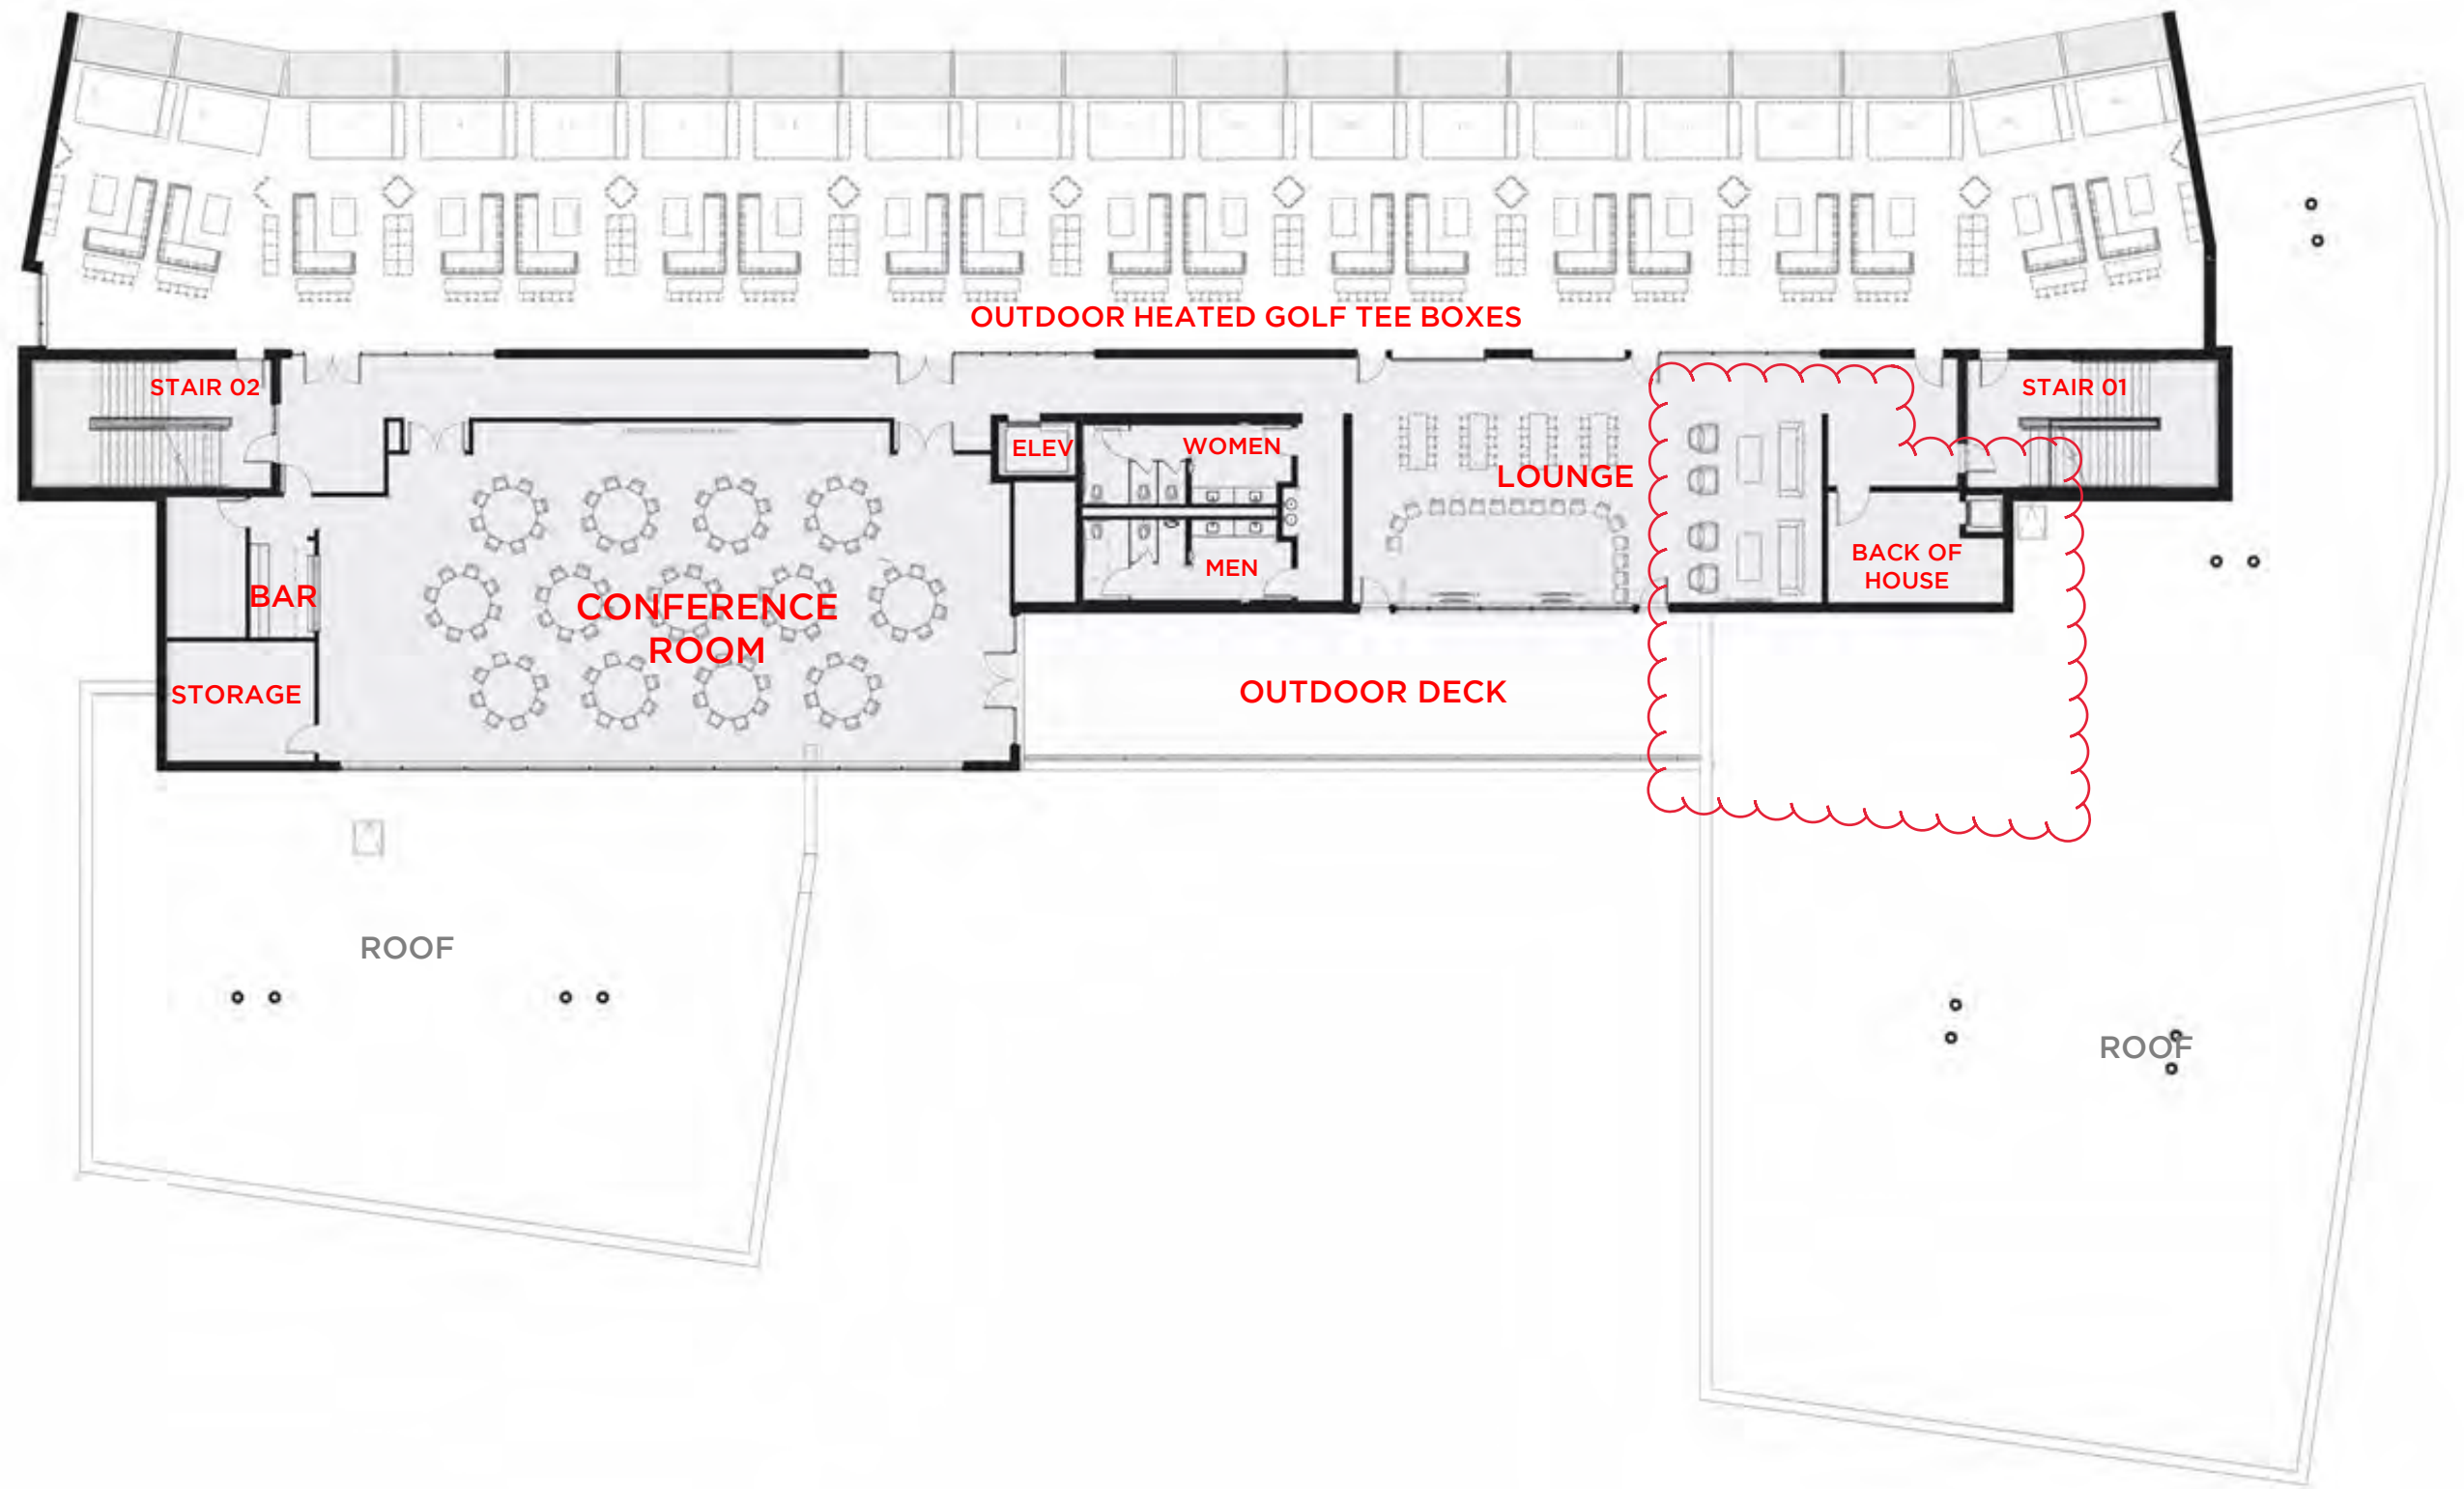 OUTDOOR HEATED GOLF TEE BOXES
STAIR 02
STAIR 01
ELEV
WOMEN
LOUNGE
BACK OF
HOUSE
MEN
BAR
CONFERENCE
ROOM
STORAGE
OUTDOOR DECK
ROOF
ROOF